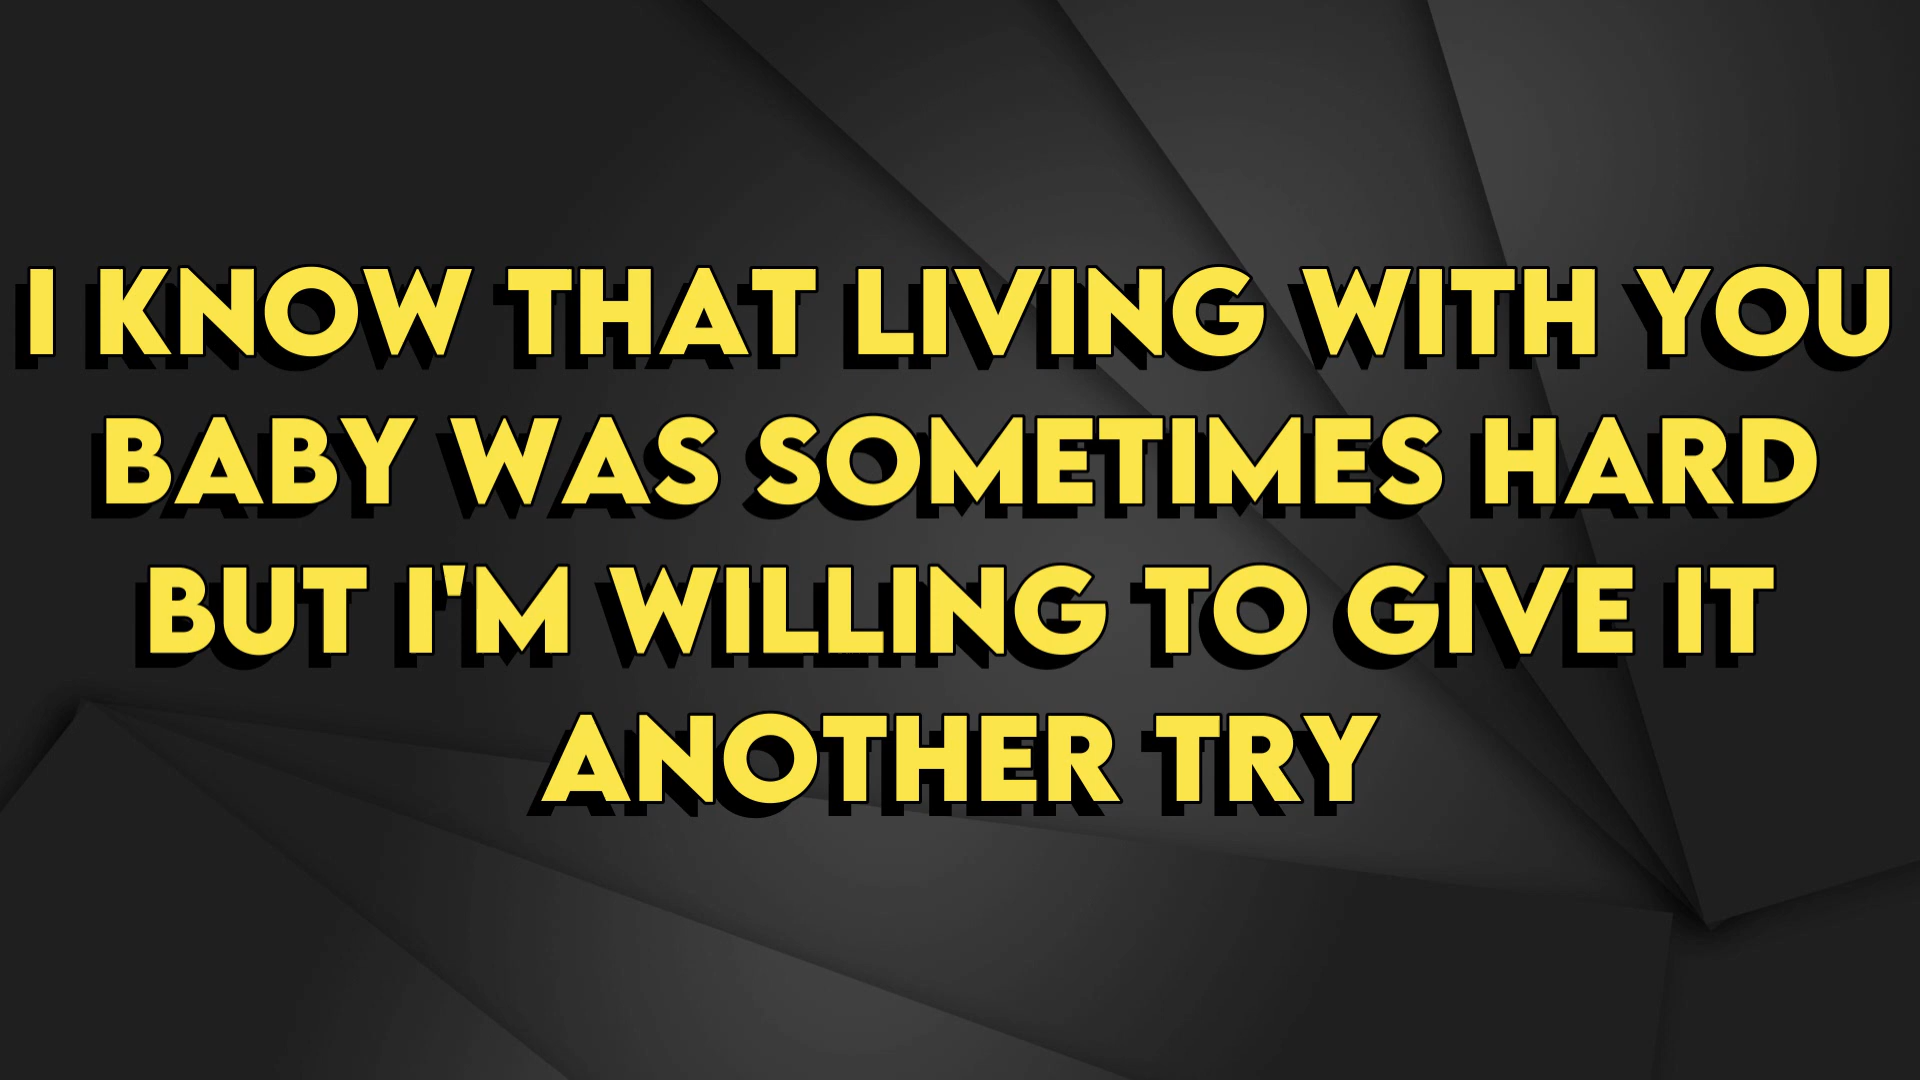 I KNOW THAT LIVING WITH YOU
BABY WAS SOMETIMES HARD
BUT I'M WILLING TO GIVE IT
ANOTHER TRY